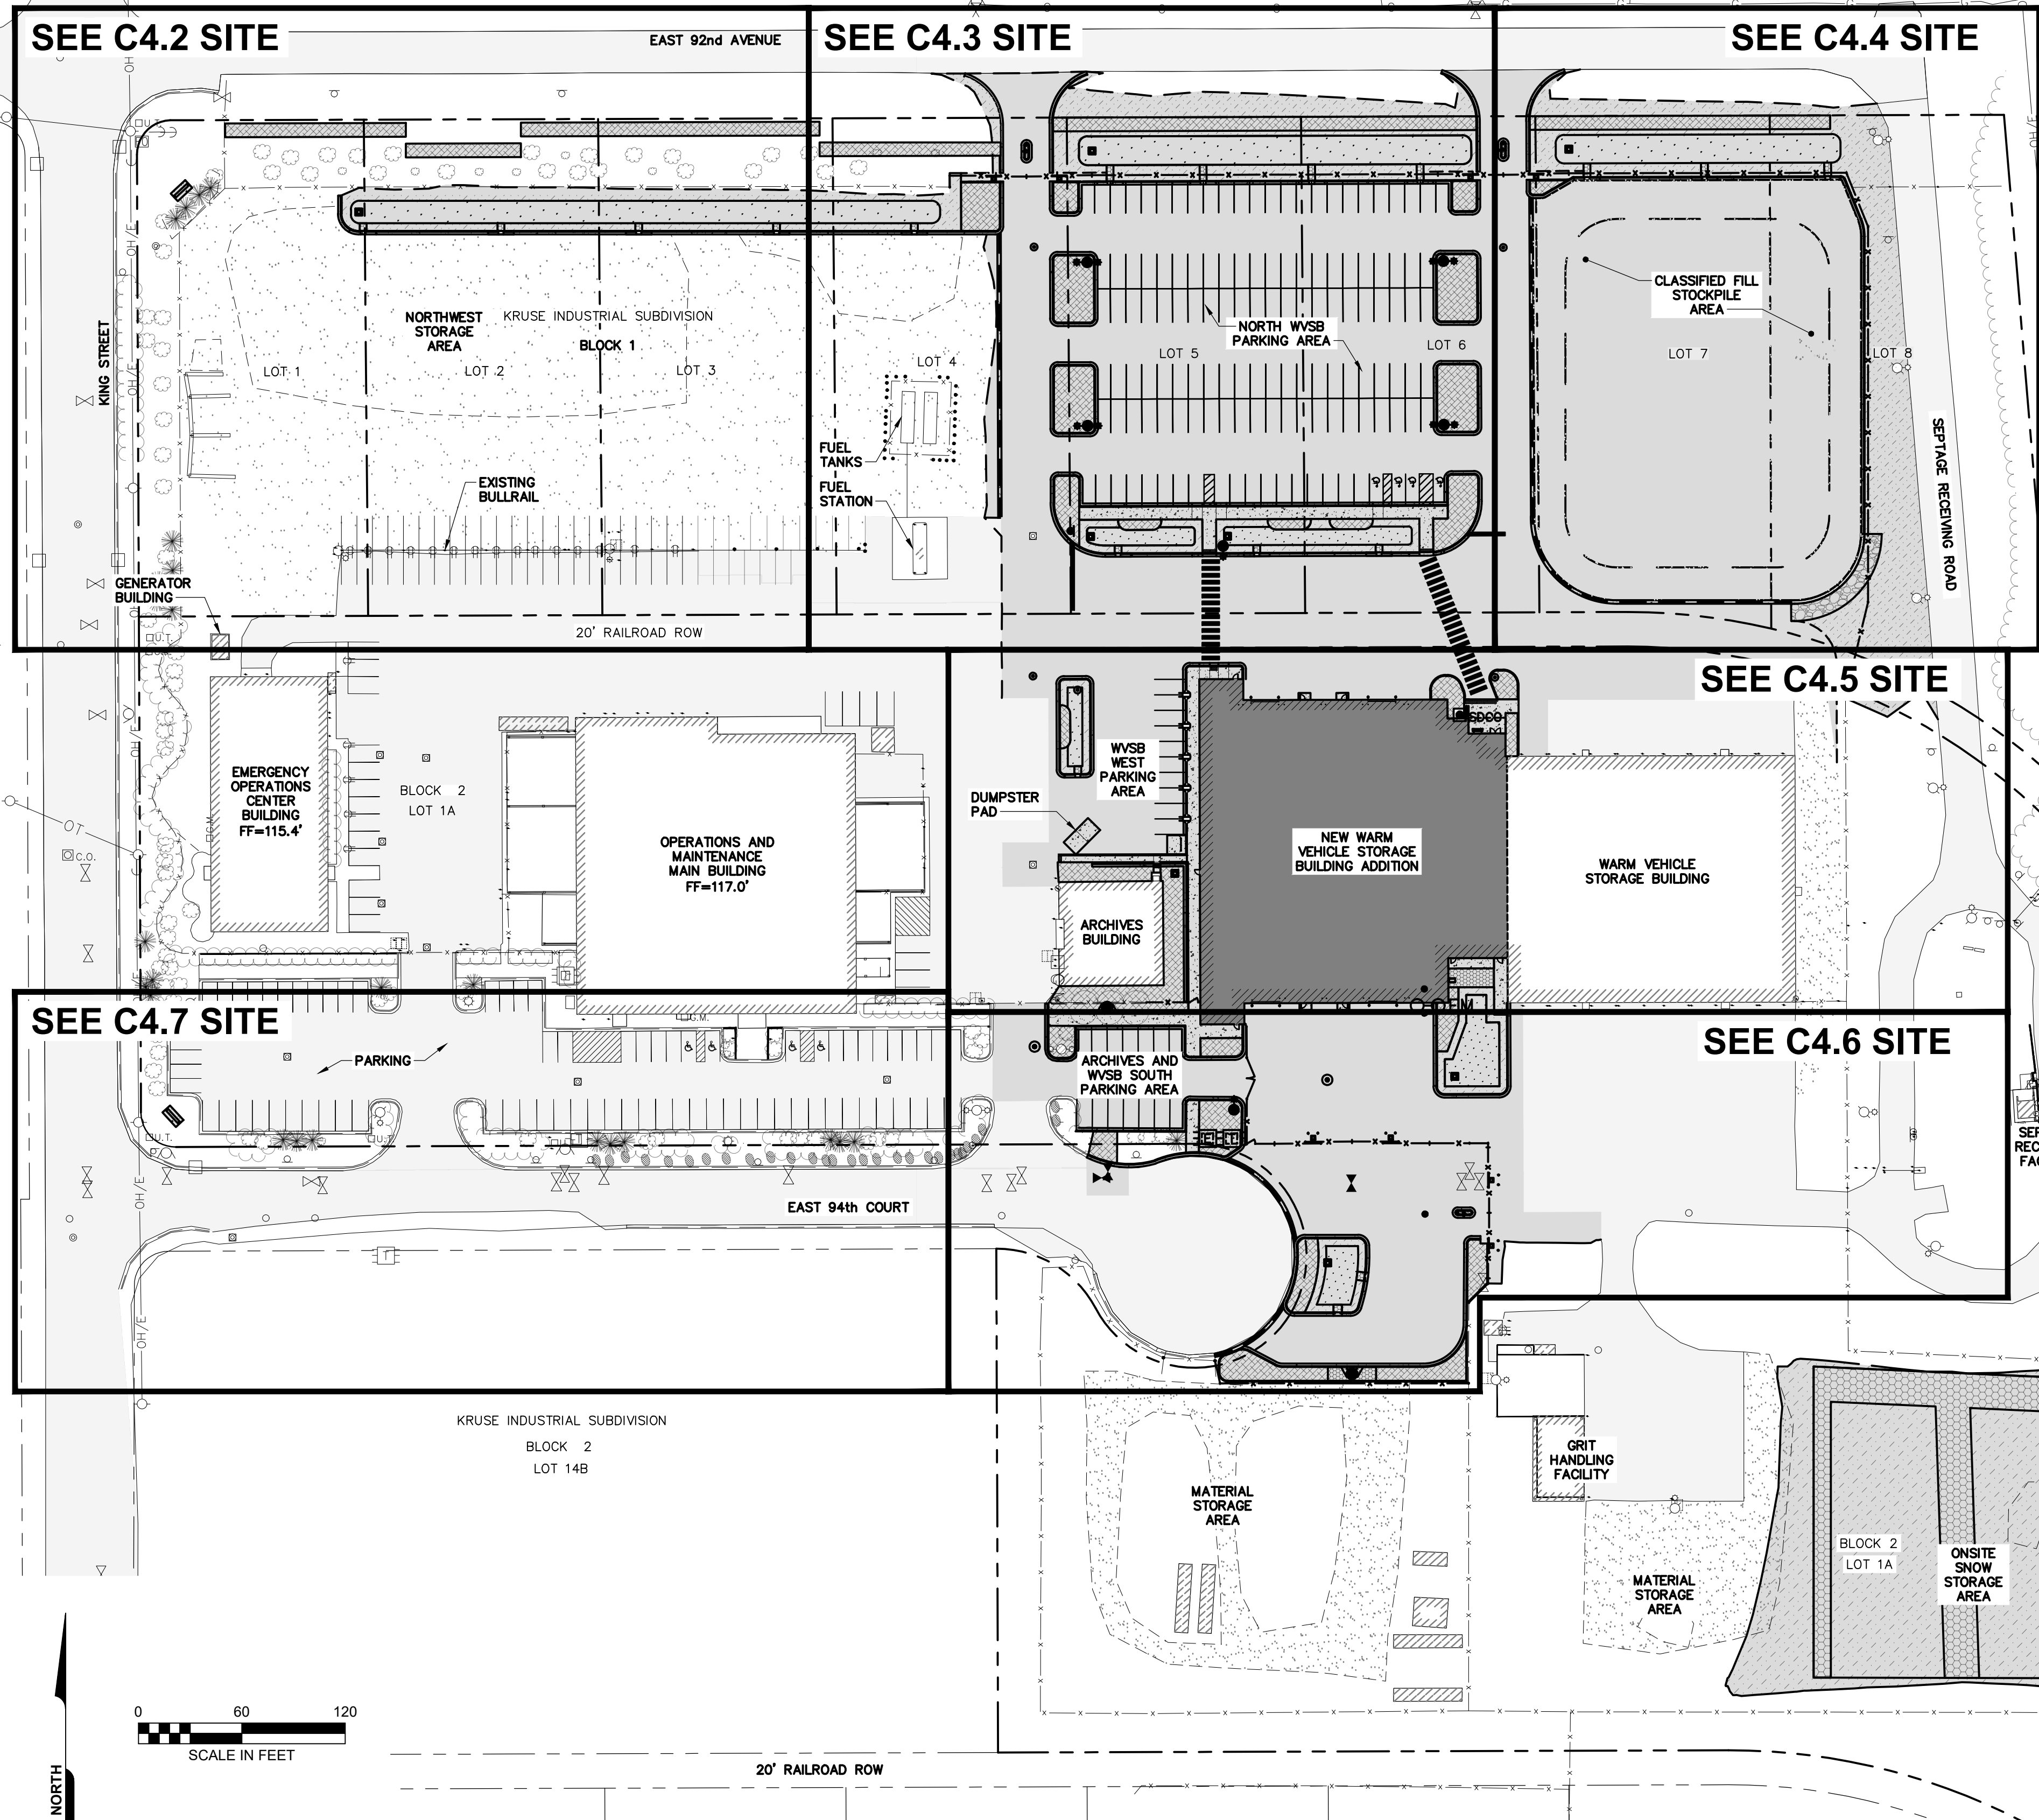 SEE C4.2 SITE
EAST 92nd AVENUE
SEE C4.3 SITE
SEE C4.4 SITE
U.T.
OH/E
OH/E
OH/E
KING STREET
NORTHWEST
STORAGE
AREA
KRUSE INDUSTRIAL SUBDIVISION
BLOCK 1
LOT 1
LOT 2
LOT 3
LOT 4
LOT 5
LOT 6
LOT 7
LOT 8
NORTH WVSB
PARKING AREA
CLASSIFIED FILL
STOCKPILE
AREA
SEPTAGE RECEIVING ROAD
FUEL
TANKS
FUEL
STATION
EXISTING
BULLRAIL
GENERATOR
BUILDING
U.T.
20' RAILROAD ROW
SEE C4.5 SITE
SDCO
OH/E
EMERGENCY
OPERATIONS
CENTER
BUILDING
FF=115.4'
BLOCK 2
LOT 1A
G.M.
OT
C.O.
OPERATIONS AND
MAINTENANCE
MAIN BUILDING
FF=117.0'
WVSB
WEST
PARKING
AREA
DUMPSTER
PAD
ARCHIVES
BUILDING
NEW WARM
VEHICLE STORAGE
BUILDING ADDITION
WARM VEHICLE
STORAGE BUILDING
SEE C4.7 SITE
G.M.
SEE C4.6 SITE
PARKING
ARCHIVES AND
WVSB SOUTH
PARKING AREA
U.T.
U.T.
OH/E
EAST 94th COURT
T
OH/E
KRUSE INDUSTRIAL SUBDIVISION
BLOCK 2
LOT 14B
GRIT
HANDLING
FACILITY
MATERIAL
STORAGE
AREA
MATERIAL
STORAGE
AREA
BLOCK 2
LOT 1A
ONSITE
SNOW
STORAGE
AREA
0 60 120
SCALE IN FEET
NORTH
20' RAILROAD ROW